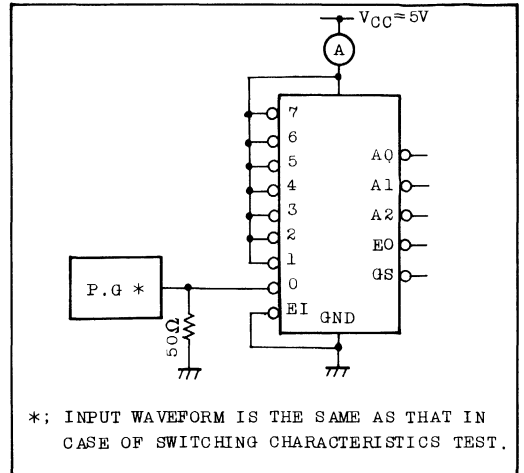 VCC=5V
A
7
6
5
4
3
2
1
0
EI
GND
A0
A1
A2
EO
GS
P.G *
50Ω
*; INPUT WAVEFORM IS THE SAME AS THAT IN
CASE OF SWITCHING CHARACTERISTICS TEST.